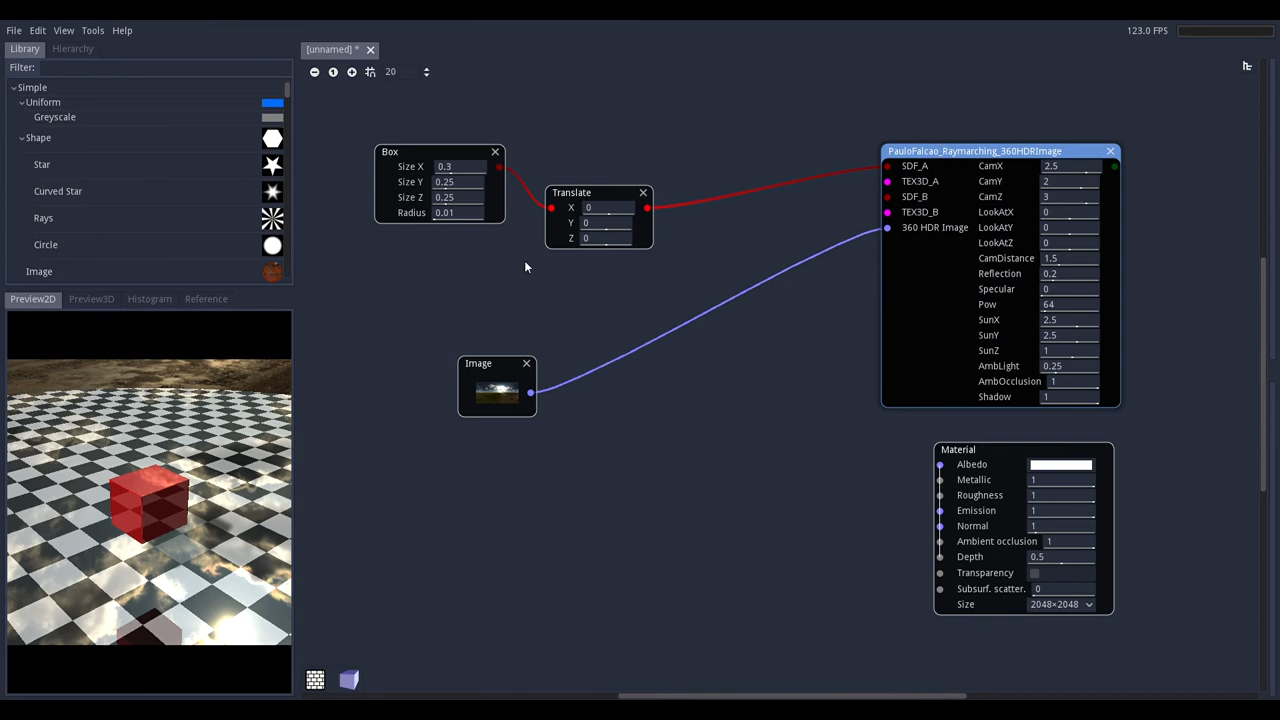 File Edit View Tools Help
123.0 FPS
Library Hierarchy
[unnamed] *
Filter:
20
Simple
Uniform
Greyscale
Shape
Star
Curved Star
Rays
Circle
Image
Box
Size X 0.3
Size Y 0.25
Size Z 0.25
Radius 0.01
Translate
X 0
Y 0
Z 0
PauloFalcao_Raymarching_360HDRImage
SDF_A CamX 2.5
TEX3D_A CamY 2
SDF_B CamZ 3
TEX3D_B LookAtX 0
360 HDR Image LookAtY 0
LookAtZ 0
CamDistance 1.5
Reflection 0.2
Specular 0
Pow 64
SunX 2.5
SunY 2.5
SunZ 1
AmbLight 0.25
AmbOcclusion 1
Shadow 1
Preview2D Preview3D Histogram Reference
Image
Material
Albedo
Metallic 1
Roughness 1
Emission 1
Normal 1
Ambient occlusion 1
Depth 0.5
Transparency
Subsurf. scatter. 0
Size 2048×2048